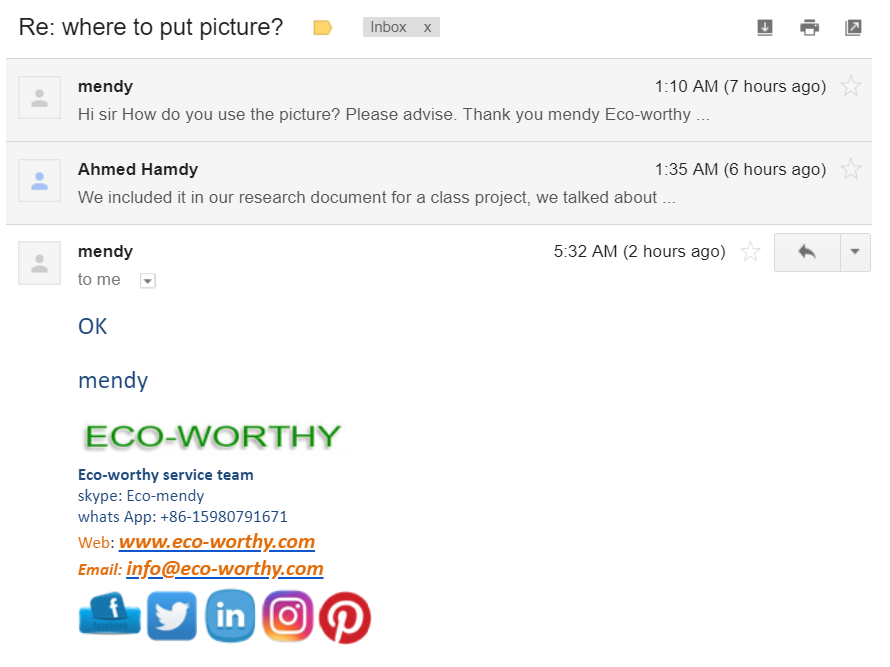 Re: where to put picture?
Inbox x
mendy 1:10 AM (7 hours ago)
Hi sir How do you use the picture? Please advise. Thank you mendy Eco-worthy ...
Ahmed Hamdy 1:35 AM (6 hours ago)
We included it in our research document for a class project, we talked about ...
mendy 5:32 AM (2 hours ago)
to me
OK
mendy
ECO-WORTHY
Eco-worthy service team
skype: Eco-mendy
whats App: +86-15980791671
Web: www.eco-worthy.com
Email: info@eco-worthy.com
f facebook in